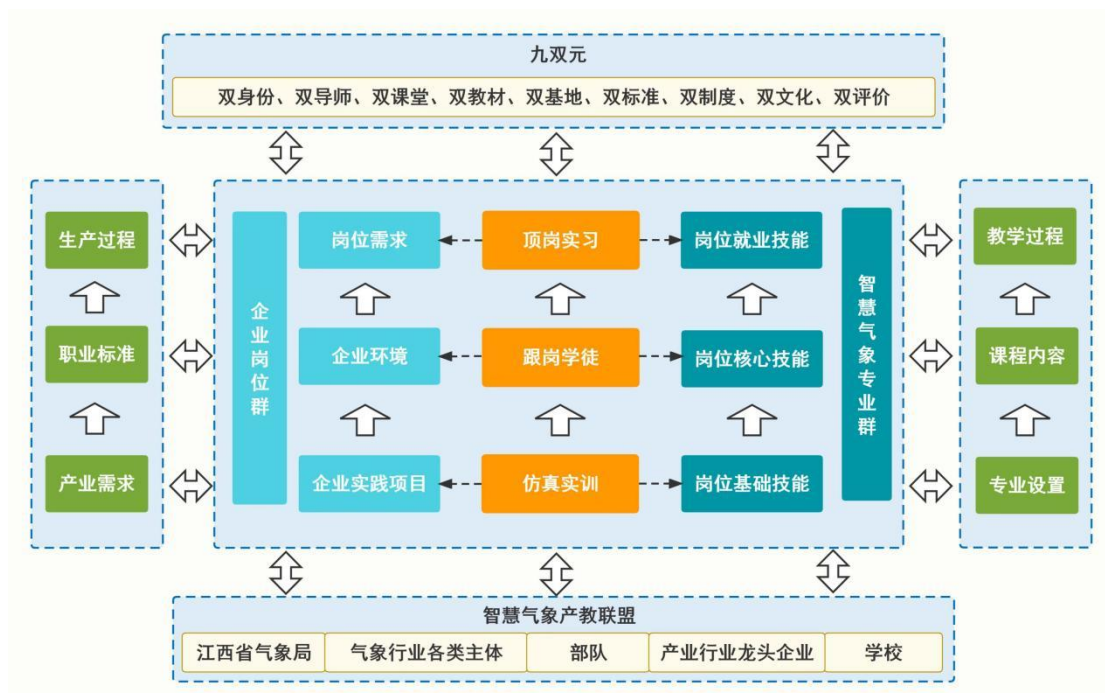 九双元
双身份、双导师、双课堂、双教材、双基地、双标准、双制度、双文化、双评价
生产过程
职业标准
产业需求
企业岗位群
岗位需求
顶岗实习
岗位就业技能
企业环境
跟岗学徒
岗位核心技能
企业实践项目
仿真实训
岗位基础技能
智慧气象专业群
教学过程
课程内容
专业设置
智慧气象产教联盟
江西省气象局
气象行业各类主体
部队
产业行业龙头企业
学校